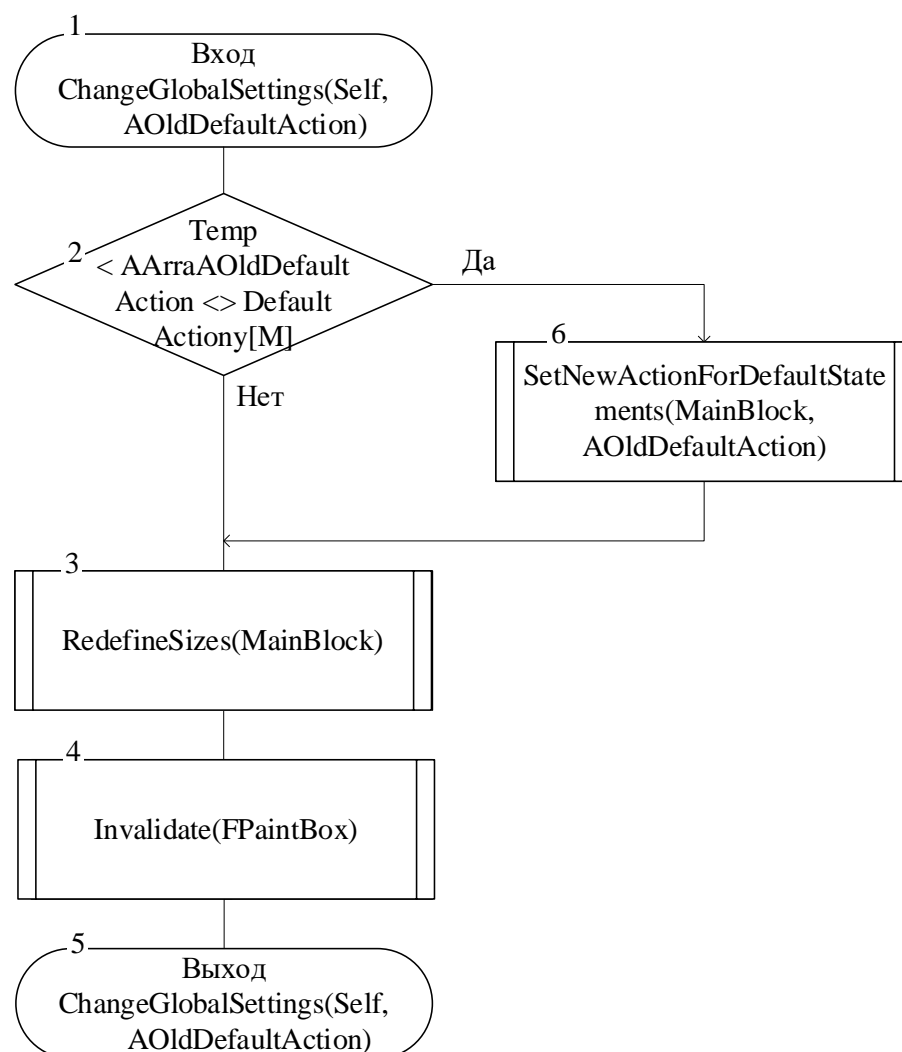 1
Вход
ChangeGlobalSettings(Self,
AOldDefaultAction)
2
Temp
< AArraAOldDefault
Action <> Default
Actiony[M]
Да
Нет
6
SetNewActionForDefaultState
ments(MainBlock,
AOldDefaultAction)
3
RedefineSizes(MainBlock)
4
Invalidate(FPaintBox)
5
Выход
ChangeGlobalSettings(Self,
AOldDefaultAction)